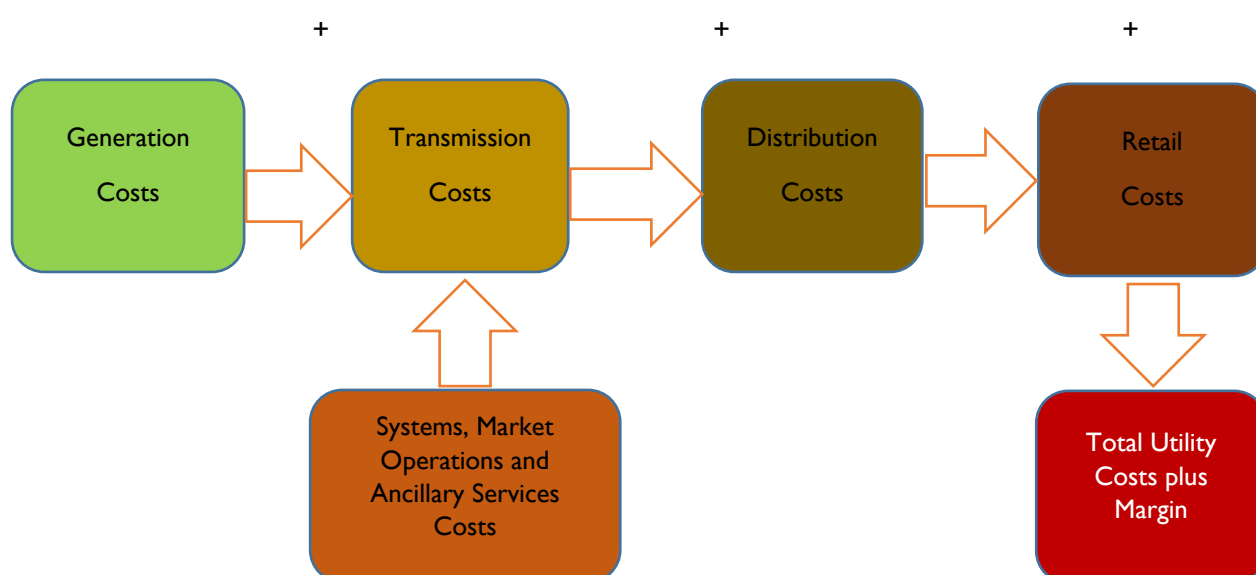 +
+
+
Generation
Costs
Transmission
Costs
Distribution
Costs
Retail
Costs
Systems, Market
Operations and
Ancillary Services
Costs
Total Utility
Costs plus
Margin